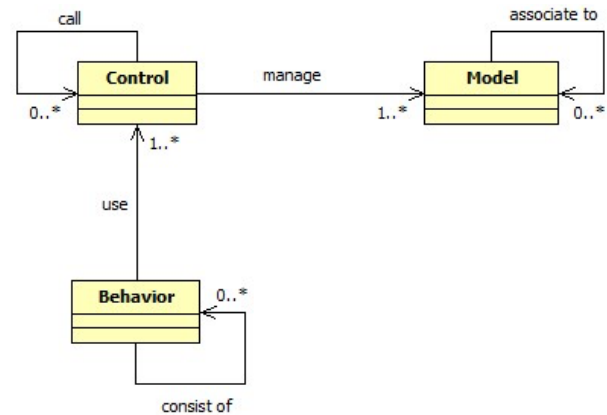 call
associate to
Control
manage
Model
0..*
1..*
1..*
0..*
use
Behavior
0..*
consist of